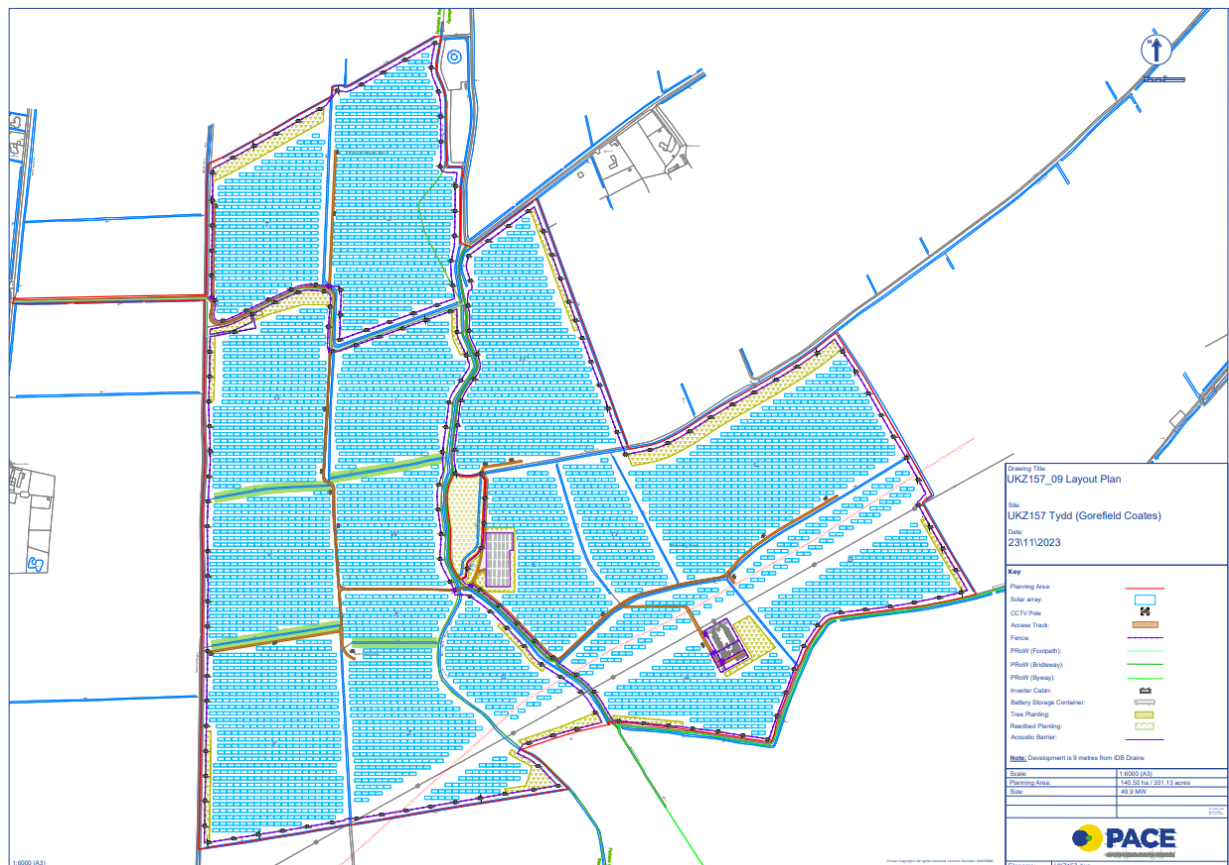 N
Drawing Title:
UKZ157_09 Layout Plan
Site:
UKZ157 Tydd (Gorefield Coates)
Date:
23\11\2023
Key
Planning Area:
Solar array:
CCTV Pole
Access Track:
Fence:
PRoW (Footpath):
PRoW (Bridleway):
PRoW (Byway):
Inverter Cabin:
Battery Storage Container:
Tree Planting:
Reedbed Planting:
Acoustic Barrier:
Note: Development is 9 metres from IDB Drains
Scale: 1:6000 (A3)
Planning Area: 140.50 ha / 351.13 acres
Size: 49.9 MW
PACE
1:6000 (A3)